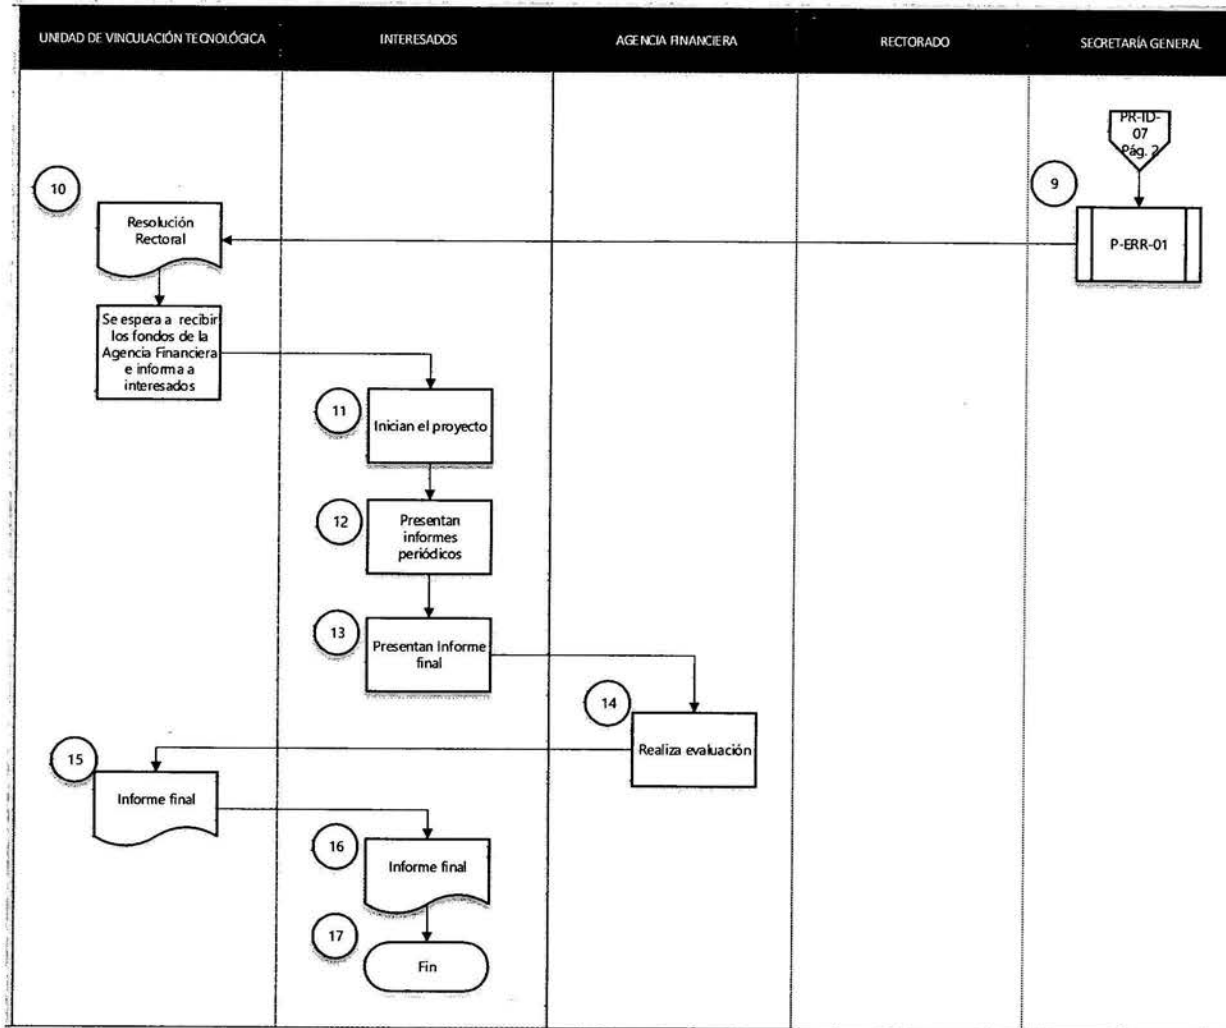 UNIDAD DE VINCULACIÓN TECNOLÓGICA
INTERESADOS
AGENCIA FINANCIERA
RECTORADO
SECRETARÍA GENERAL
PR-ID-
07
Pág. 2
9
P-ERR-01
10
Resolución
Rectoral
Se espera a recibir
los fondos de la
Agencia Financiera
e informa a
interesados
11
Inician el proyecto
12
Presentan
informes
periódicos
13
Presentan Informe
final
14
Realiza evaluación
15
Informe final
16
Informe final
17
Fin